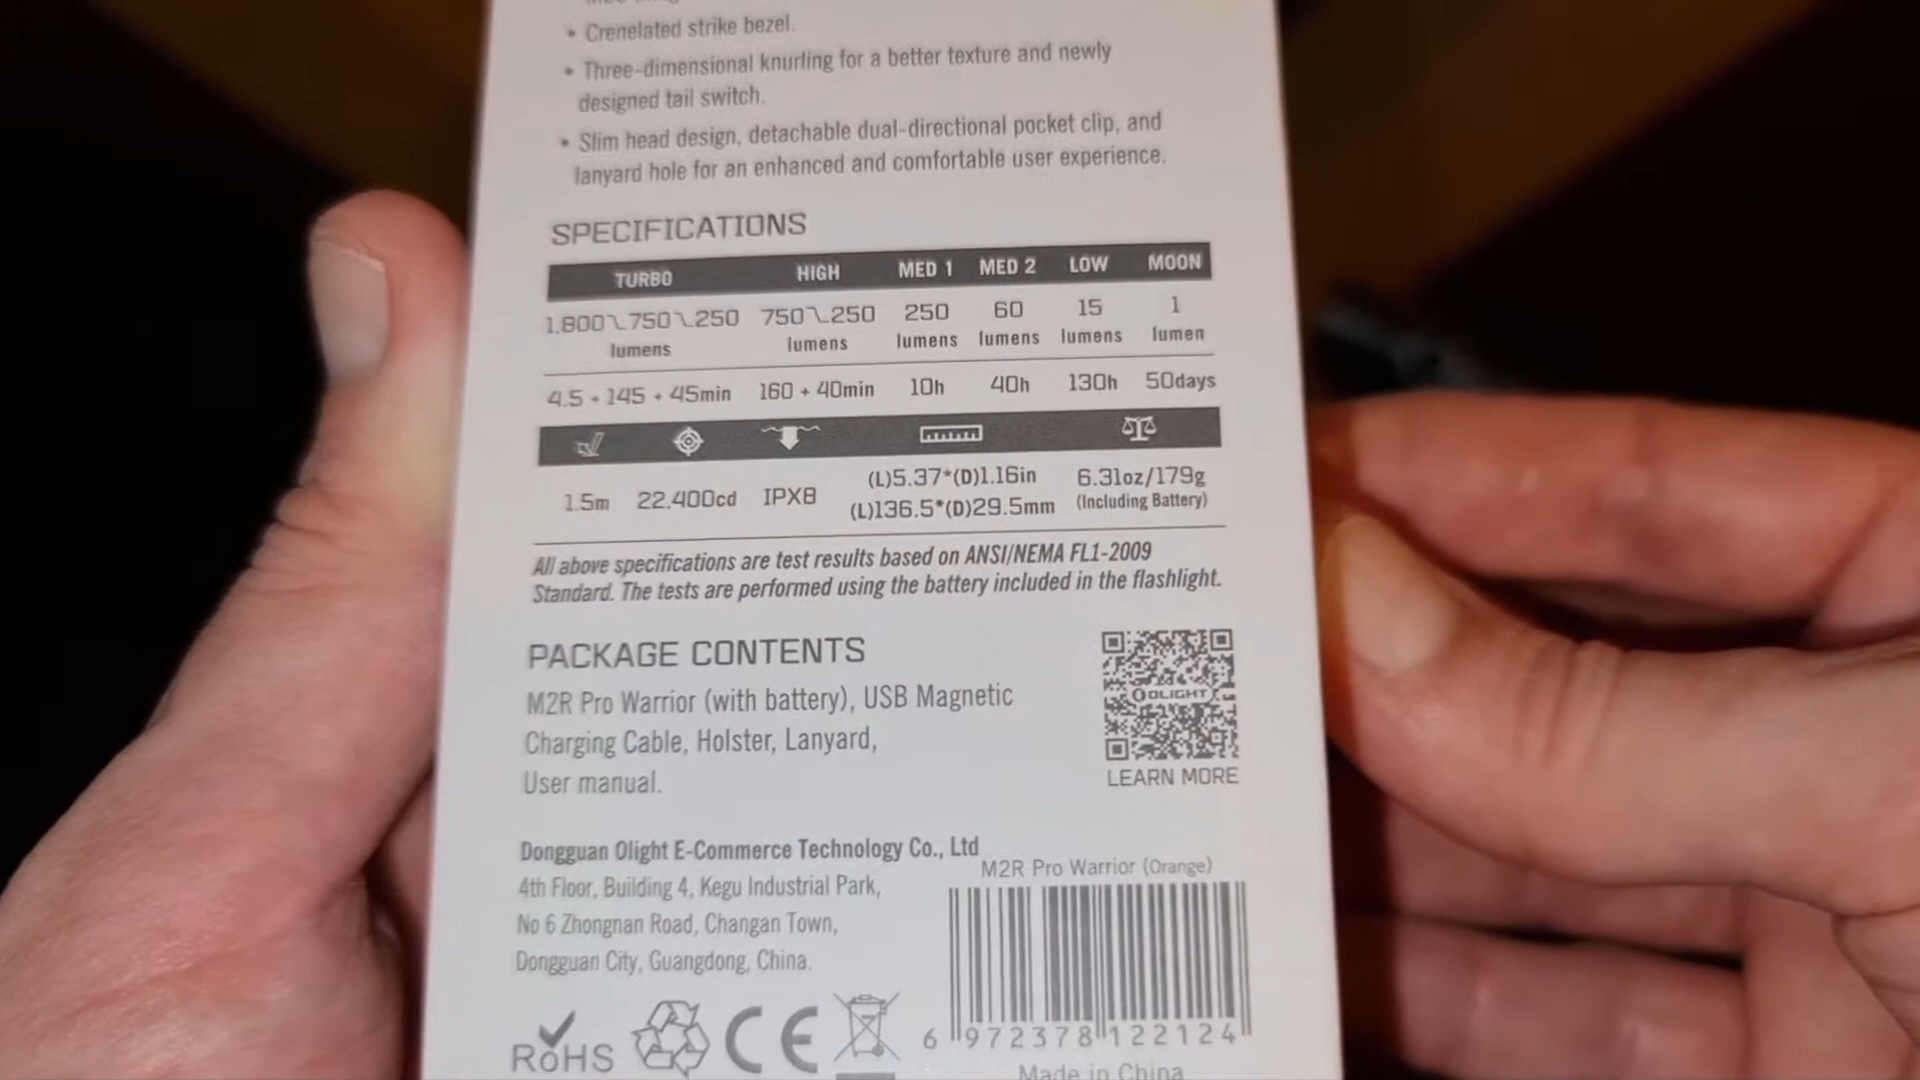 • Crenelated strike bezel.
• Three-dimensional knurling for a better texture and newly
designed tail switch.
• Slim head design, detachable dual-directional pocket clip, and
lanyard hole for an enhanced and comfortable user experience.
SPECIFICATIONS
TURBO HIGH MED 1 MED 2 LOW MOON
1,800⤵750⤵250 750⤵250 250 60 15 1
lumens lumens lumens lumens lumens lumen
4.5 + 145 + 45min 160 + 40min 10h 40h 130h 50days
(L)5.37*(D)1.16in 6.31oz/179g
1.5m 22,400cd IPX8 (L)136.5*(D)29.5mm (Including Battery)
All above specifications are test results based on ANSI/NEMA FL1-2009
Standard. The tests are performed using the battery included in the flashlight.
PACKAGE CONTENTS
M2R Pro Warrior (with battery), USB Magnetic
Charging Cable, Holster, Lanyard,
User manual.
OLIGHT
LEARN MORE
Dongguan Olight E-Commerce Technology Co., Ltd
4th Floor, Building 4, Kegu Industrial Park,
No 6 Zhongnan Road, Changan Town,
Dongguan City, Guangdong, China.
M2R Pro Warrior (Orange)
6 972378 122124
RoHS CE
Made in China